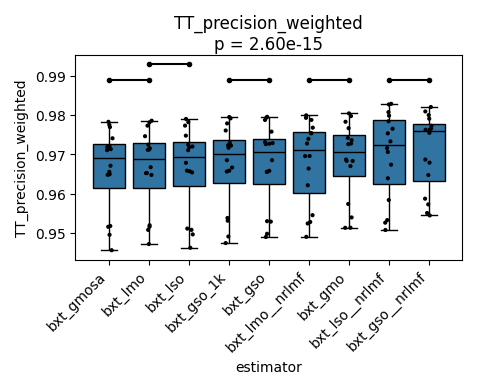 TT_precision_weighted
p = 2.60e-15
TT_precision_weighted
0.99
0.98
0.97
0.96
0.95
bxt_gmosa
bxt_lmo
bxt_lso
bxt_gso_1k
bxt_gso
bxt_lmo__nrlmf
bxt_gmo
bxt_lso__nrlmf
bxt_gso__nrlmf
estimator